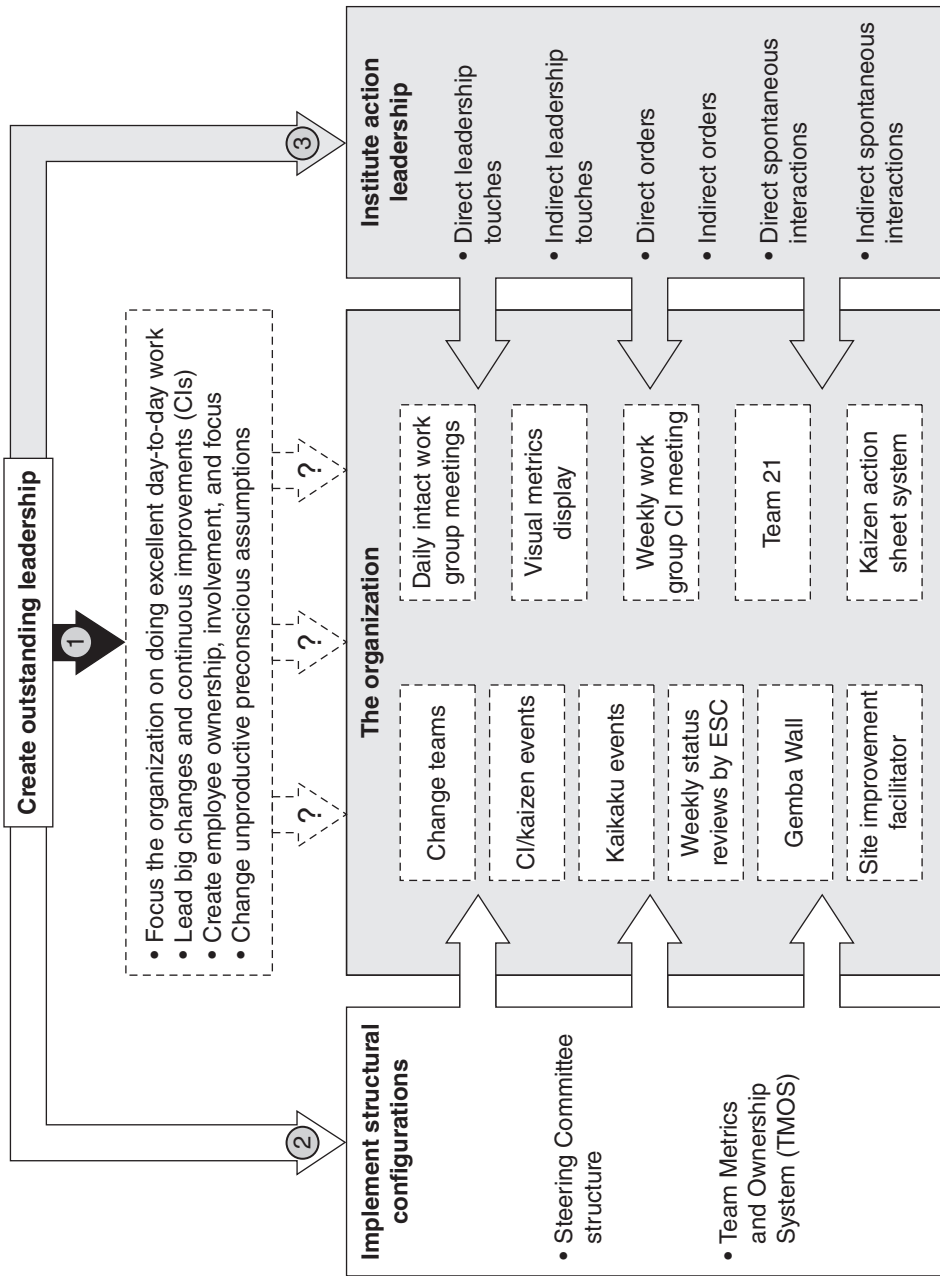 Create outstanding leadership
1
• Focus the organization on doing excellent day-to-day work
• Lead big changes and continuous improvements (CIs)
• Create employee ownership, involvement, and focus
• Change unproductive preconscious assumptions
?
?
?
2
Implement structural
configurations
• Steering Committee
structure
• Team Metrics
and Ownership
System (TMOS)
The organization
Change teams
CI/kaizen events
Kaikaku events
Weekly status
reviews by ESC
Gemba Wall
Site improvement
facilitator
Daily intact work
group meetings
Visual metrics
display
Weekly work
group CI meeting
Team 21
Kaizen action
sheet system
3
Institute action
leadership
• Direct leadership
touches
• Indirect leadership
touches
• Direct orders
• Indirect orders
• Direct spontaneous
interactions
• Indirect spontaneous
interactions